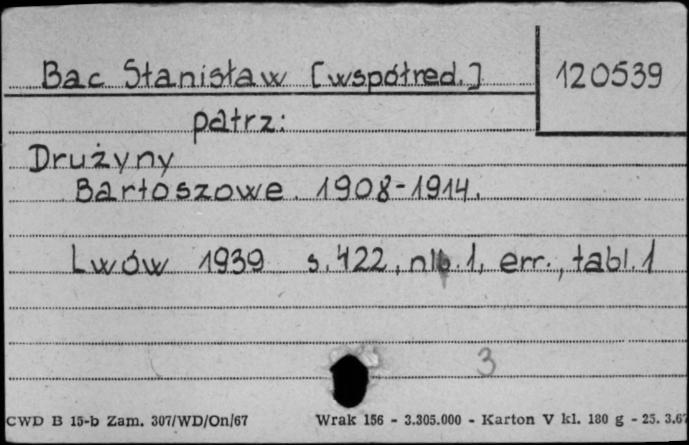 Bac Stanisław [współred.] 120539
patrz:
Drużyny
Bartoszowe. 1908-1914.
Lwów 1939 s. 422, nlb. 1, err., tabl. 1
3
CWD B 15-b Zam. 307/WD/On/67 Wrak 156 - 3.305.000 - Karton V kl. 180 g - 25. 3.67